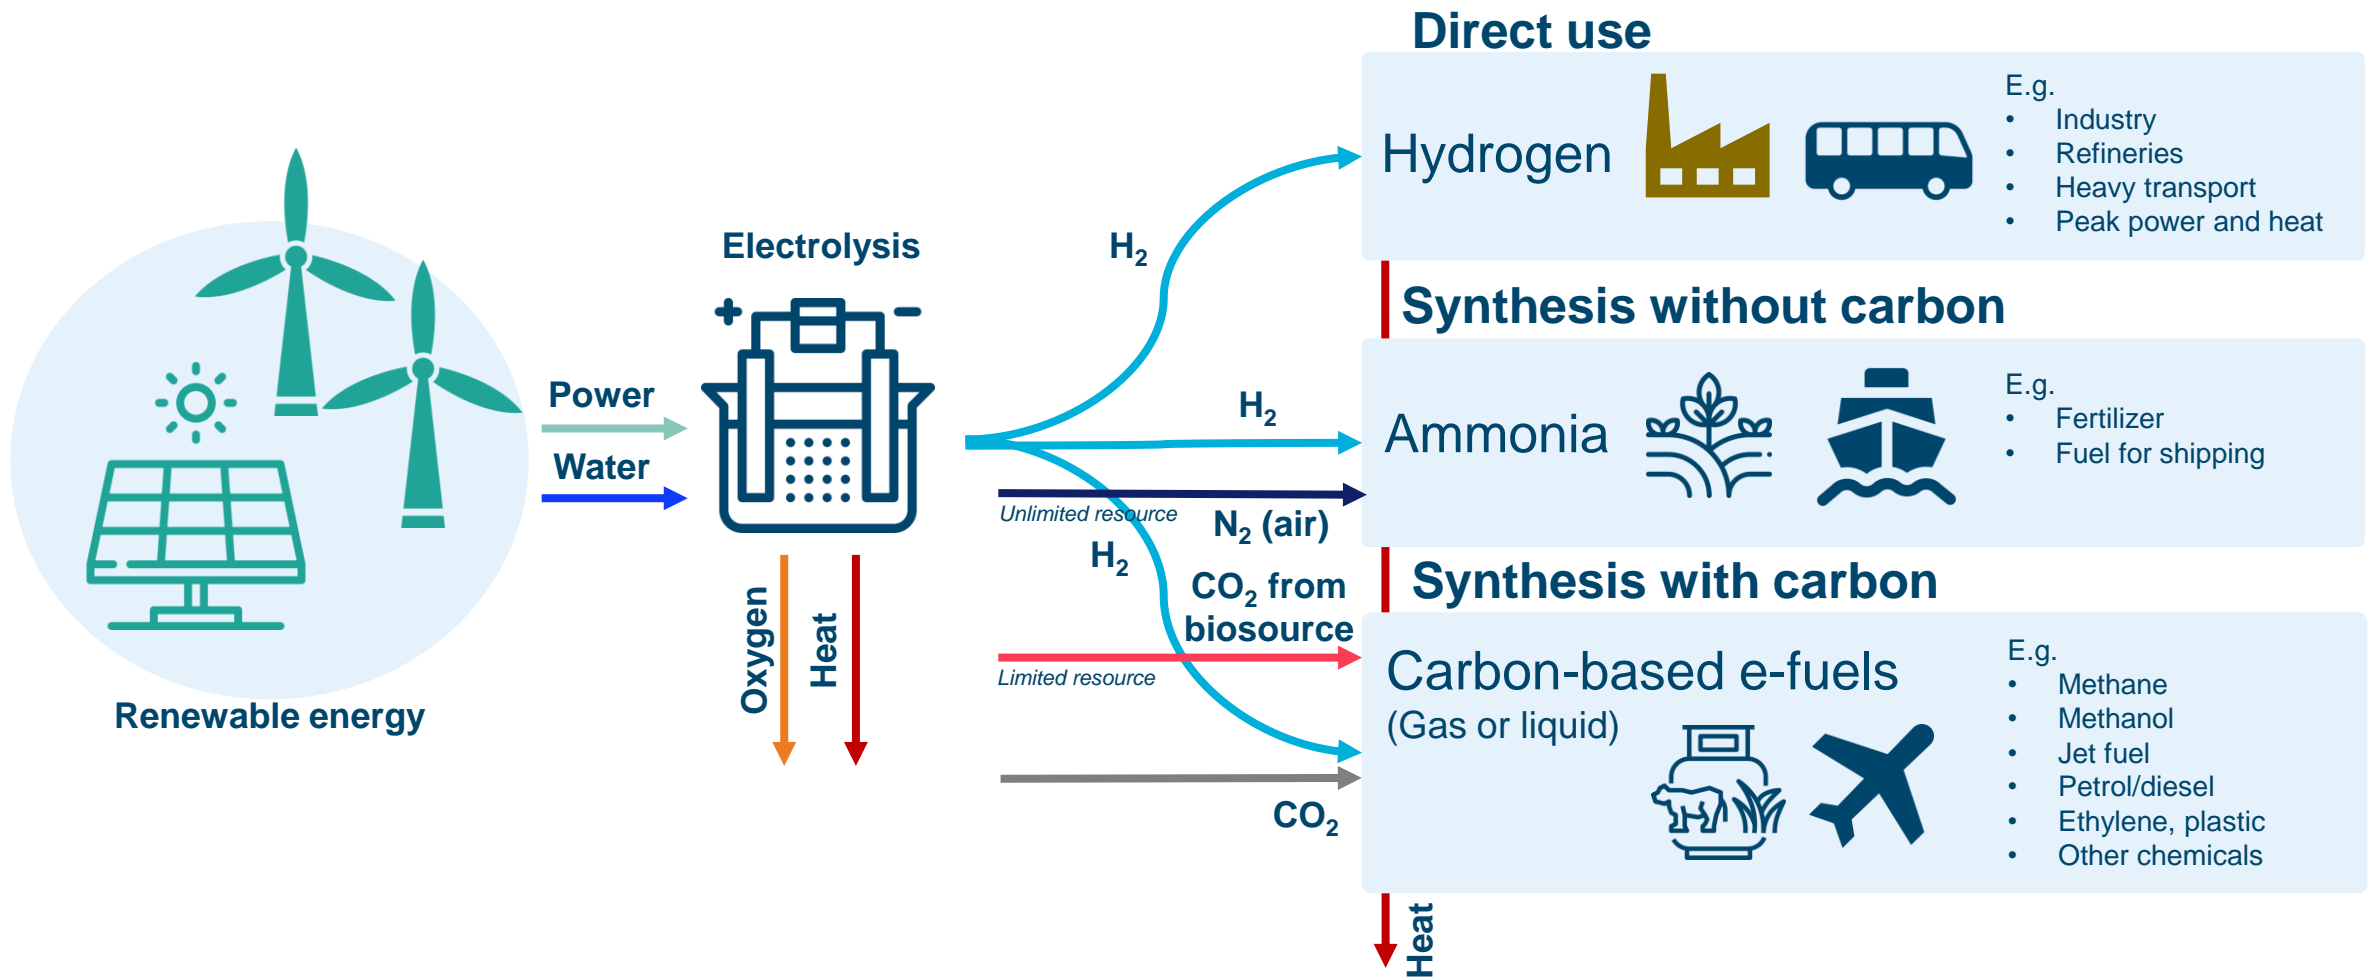 Renewable energy
Power
Water
Electrolysis
+
-
Oxygen
Heat
H2
H2
Unlimited resource
N2 (air)
H2
CO2 from
biosource
Limited resource
CO2
Direct use
Hydrogen
E.g.
• Industry
• Refineries
• Heavy transport
• Peak power and heat
Synthesis without carbon
Ammonia
E.g.
• Fertilizer
• Fuel for shipping
Synthesis with carbon
Carbon-based e-fuels
(Gas or liquid)
E.g.
• Methane
• Methanol
• Jet fuel
• Petrol/diesel
• Ethylene, plastic
• Other chemicals
Heat